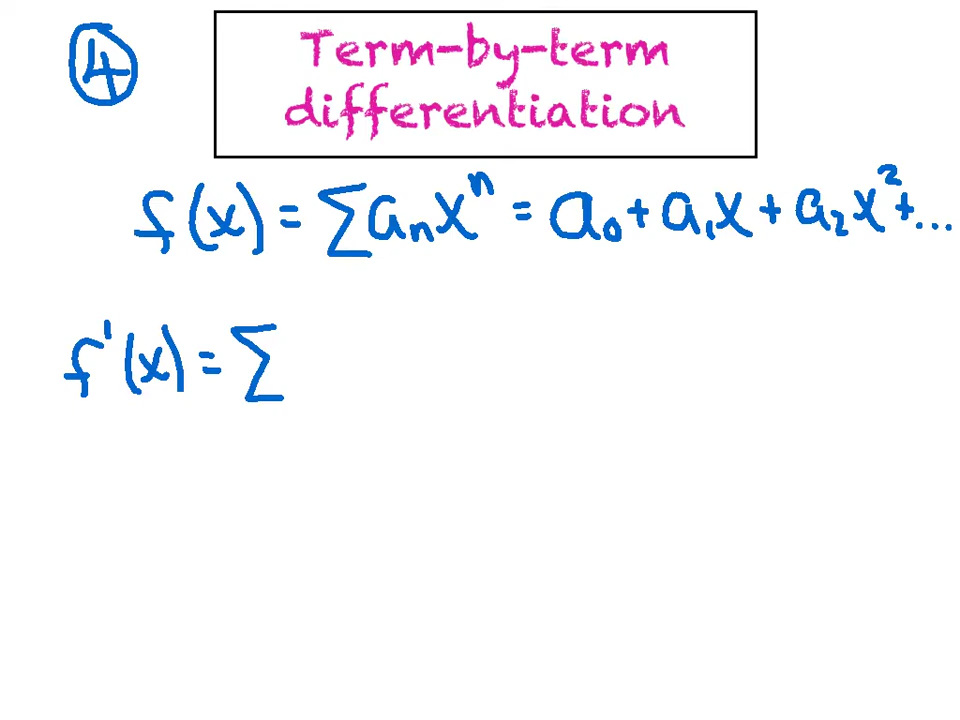 ④
Term-by-term
differentiation
f(x) = ∑aₙxⁿ = a₀ + a₁x + a₂x² + ...
f'(x) = ∑